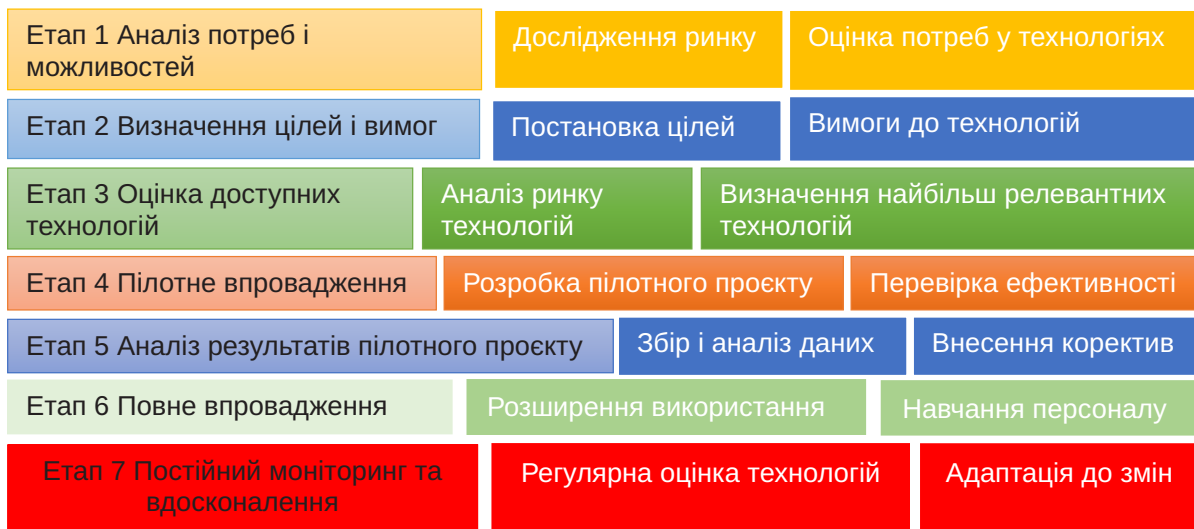 Етап 1 Аналіз потреб і
можливостей
Дослідження ринку
Оцінка потреб у технологіях
Етап 2 Визначення цілей і вимог
Постановка цілей
Вимоги до технологій
Етап 3 Оцінка доступних
технологій
Аналіз ринку
технологій
Визначення найбільш релевантних
технологій
Етап 4 Пілотне впровадження
Розробка пілотного проєкту
Перевірка ефективності
Етап 5 Аналіз результатів пілотного проєкту
Збір і аналіз даних
Внесення коректив
Етап 6 Повне впровадження
Розширення використання
Навчання персоналу
Етап 7 Постійний моніторинг та
вдосконалення
Регулярна оцінка технологій
Адаптація до змін